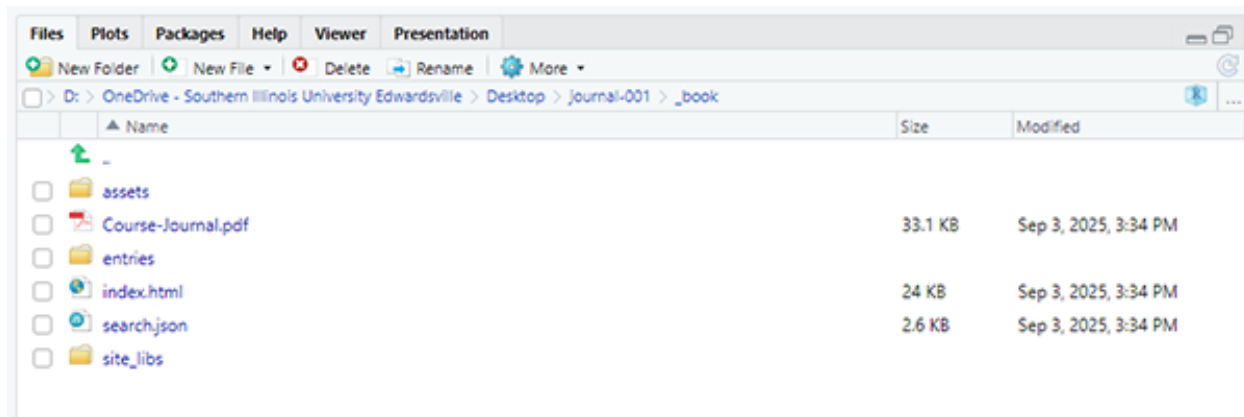 Files Plots Packages Help Viewer Presentation
New Folder New File Delete Rename More
D: > OneDrive - Southern Illinois University Edwardsville > Desktop > journal-001 > _book R ...
Name Size Modified
..
assets
Course-Journal.pdf 33.1 KB Sep 3, 2025, 3:34 PM
entries
index.html 24 KB Sep 3, 2025, 3:34 PM
search.json 2.6 KB Sep 3, 2025, 3:34 PM
site_libs